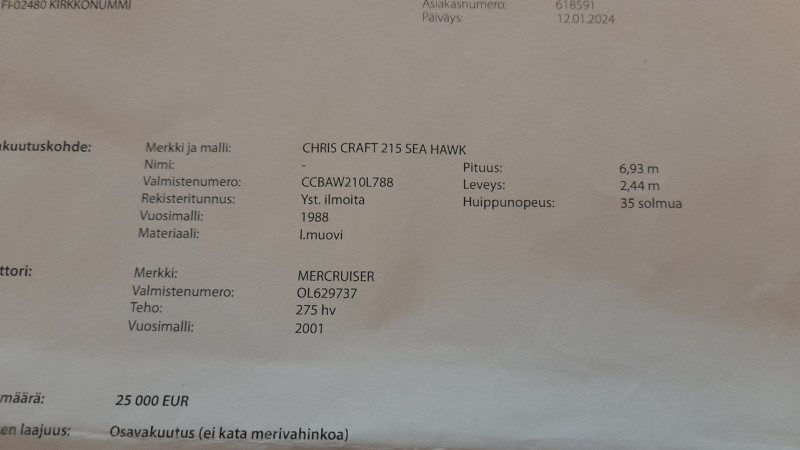 FI-02480 KIRKKONUMMI
Asiakasnumero: 618591
Päiväys: 12.01.2024
kuutuskohde: Merkki ja malli: CHRIS CRAFT 215 SEA HAWK
Nimi: - Pituus: 6,93 m
Valmistenumero: CCBAW210L788 Leveys: 2,44 m
Rekisteritunnus: Yst. ilmoita Huippunopeus: 35 solmua
Vuosimalli: 1988
Materiaali: l.muovi
ttori: Merkki: MERCRUISER
Valmistenumero: OL629737
Teho: 275 hv
Vuosimalli: 2001
määrä: 25 000 EUR
en laajuus: Osavakuutus (ei kata merivahinkoa)